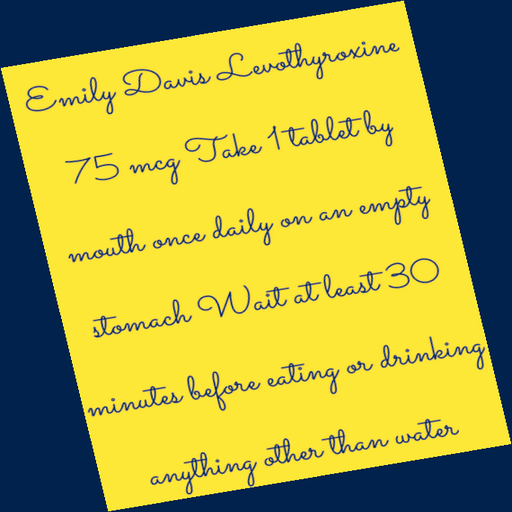 Emily Davis Levothyroxine
75 mcg Take 1 tablet by
mouth once daily on an empty
stomach Wait at least 30
minutes before eating or drinking
anything other than water